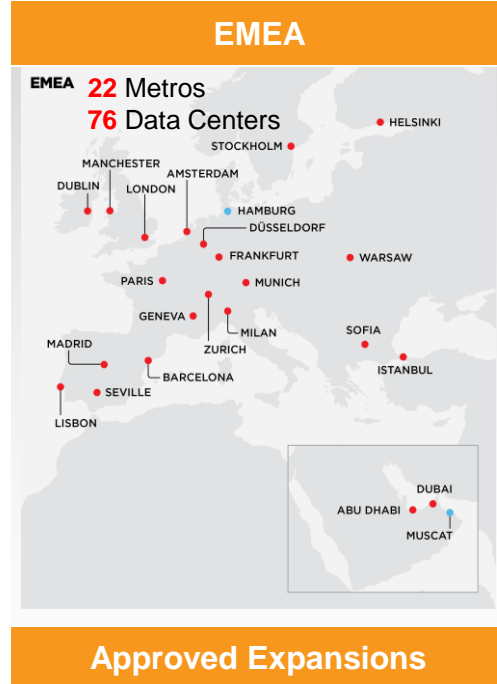 EMEA
EMEA 22 Metros
76 Data Centers
HELSINKI
STOCKHOLM
MANCHESTER
AMSTERDAM
DUBLIN
LONDON
HAMBURG
DÜSSELDORF
FRANKFURT
WARSAW
PARIS
MUNICH
GENEVA
SOFIA
MILAN
MADRID
ZURICH
ISTANBUL
BARCELONA
SEVILLE
LISBON
DUBAI
ABU DHABI
MUSCAT
Approved Expansions